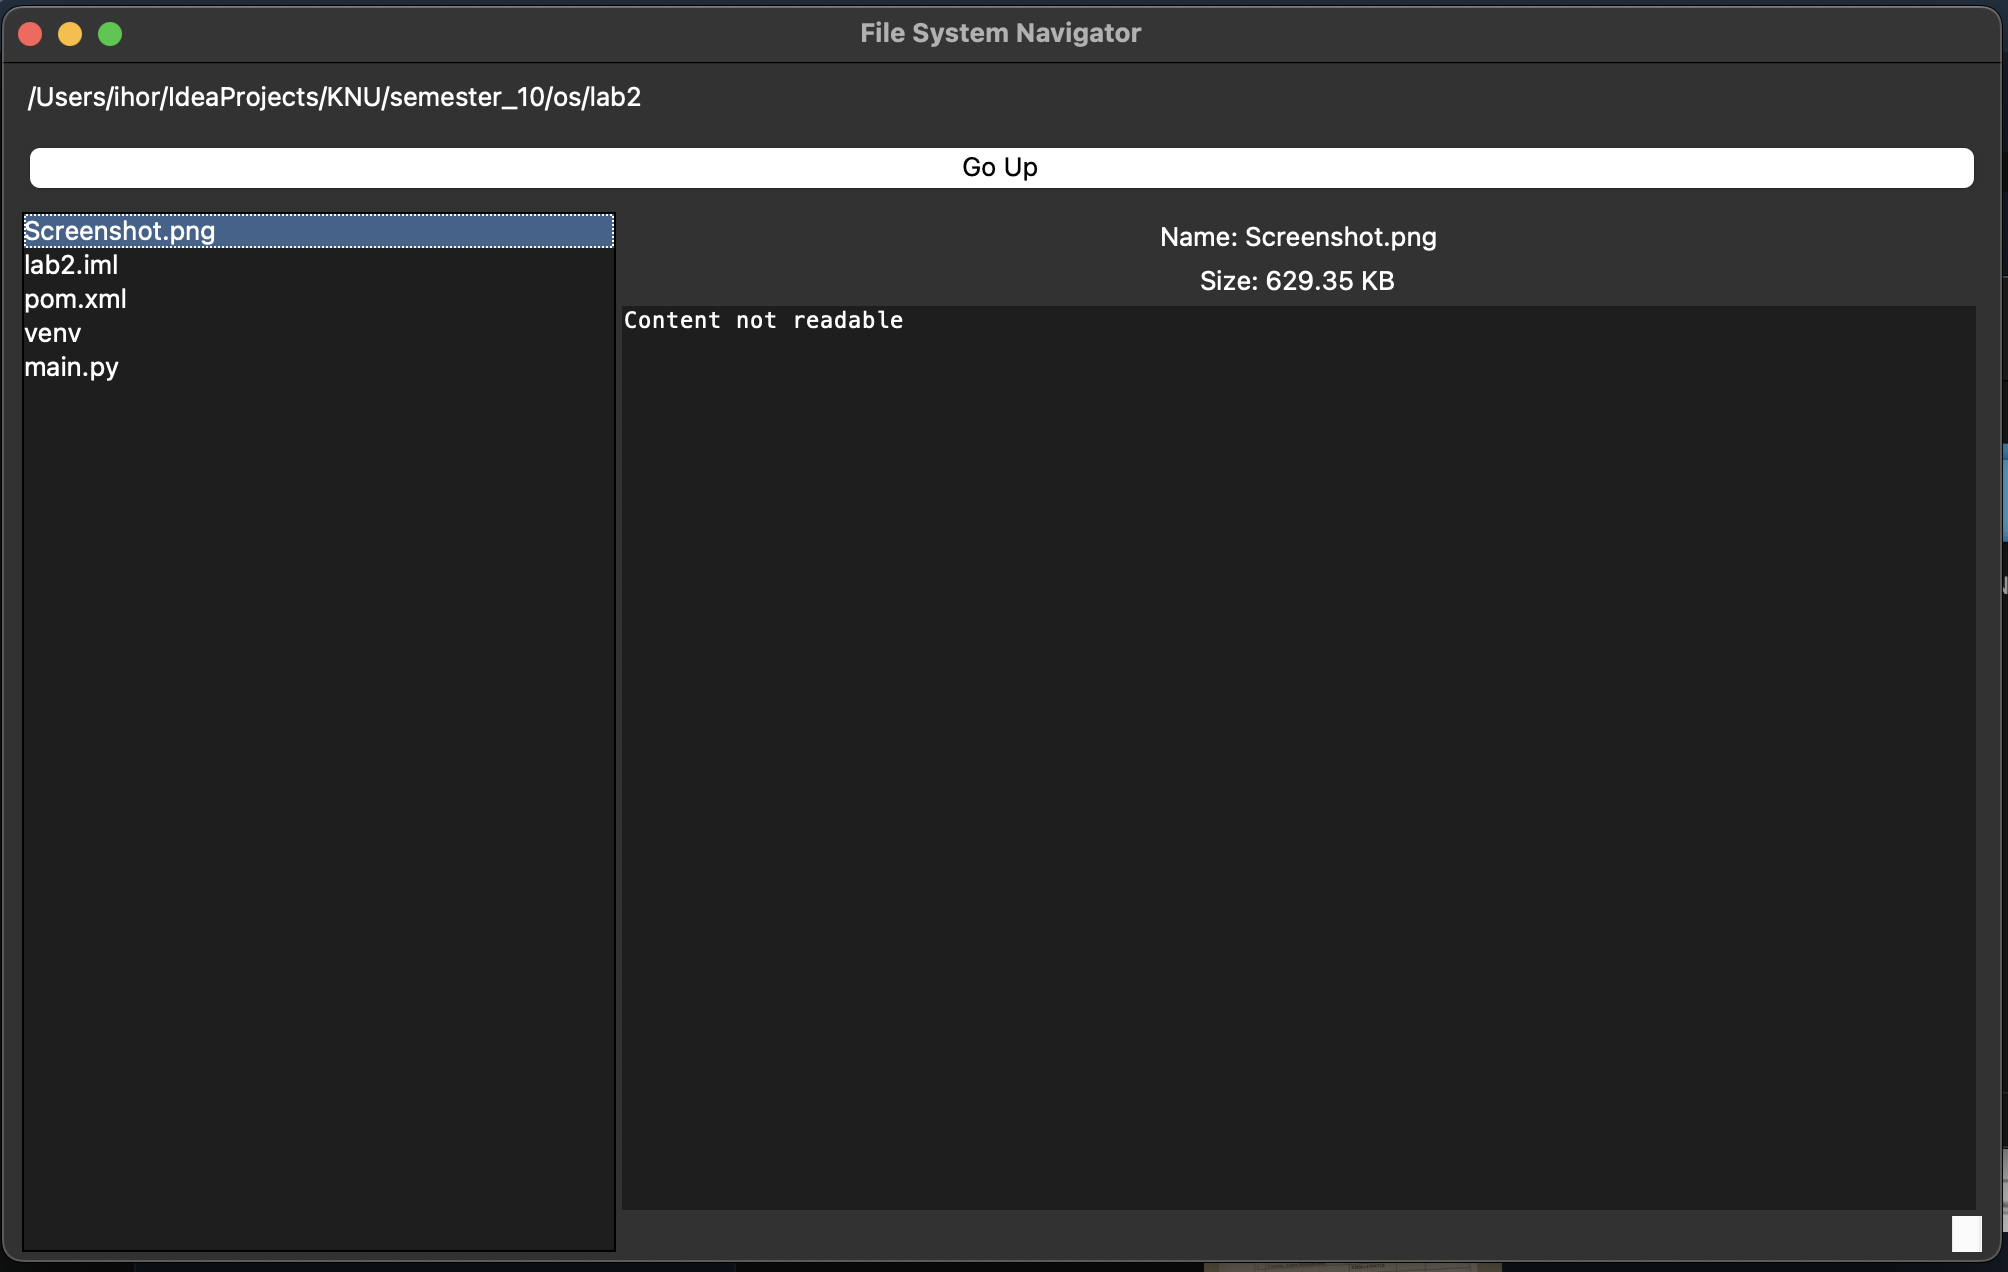 File System Navigator
/Users/ihor/IdeaProjects/KNU/semester_10/os/lab2
Go Up
Screenshot.png
lab2.iml
pom.xml
venv
main.py
Name: Screenshot.png
Size: 629.35 KB
Content not readable